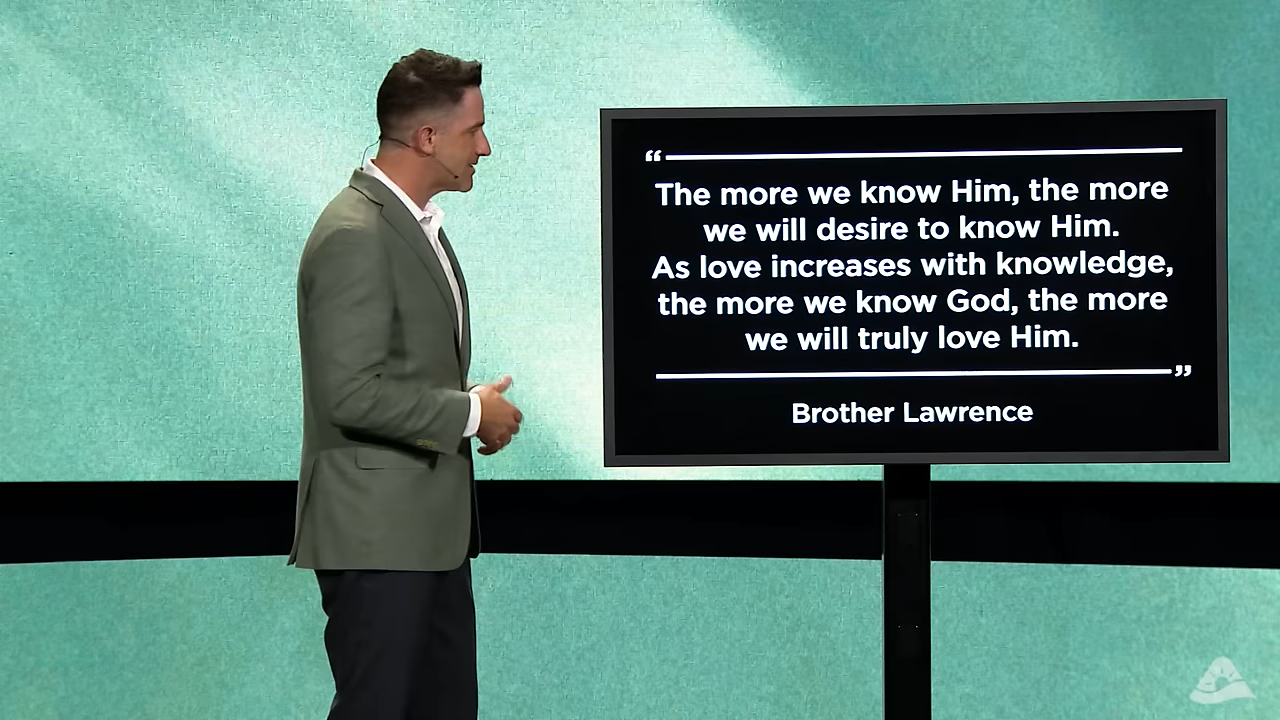 “
The more we know Him, the more
we will desire to know Him.
As love increases with knowledge,
the more we know God, the more
we will truly love Him.
”
Brother Lawrence